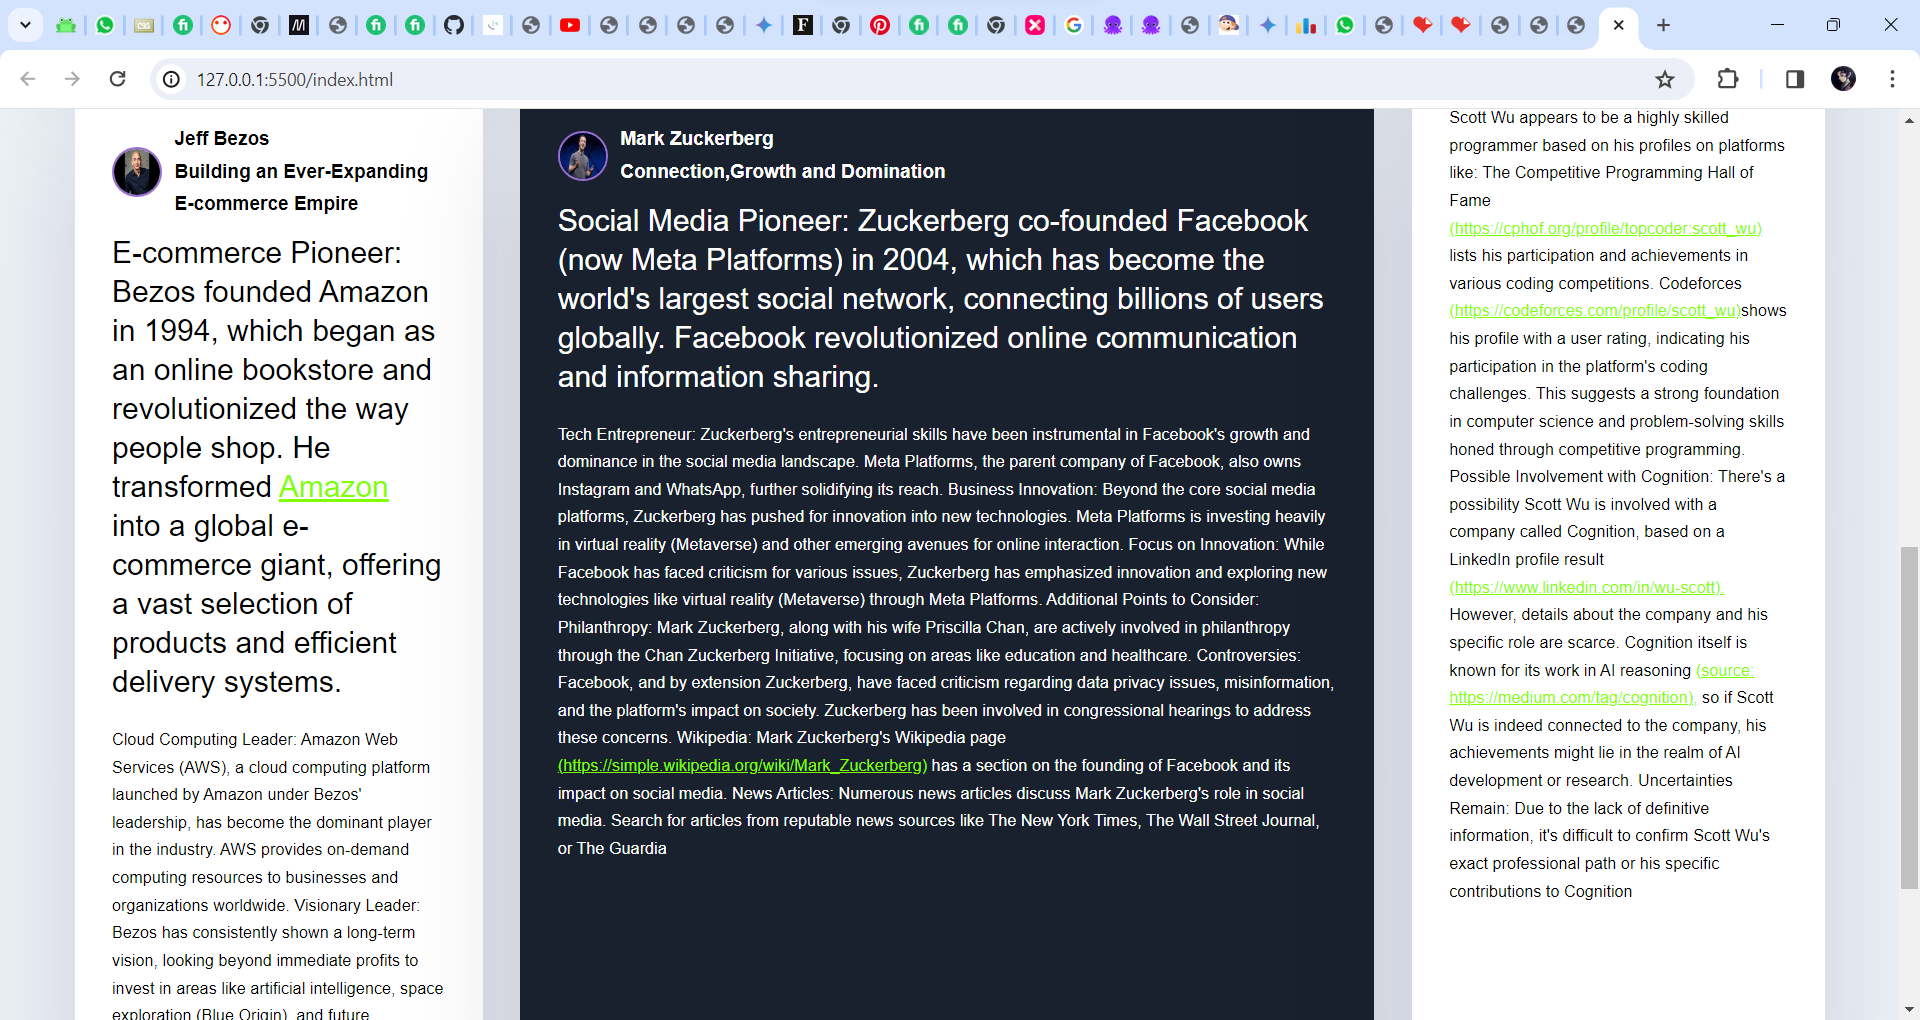 127.0.0.1:5500/index.html
Jeff Bezos
Building an Ever-Expanding
E-commerce Empire
E-commerce Pioneer:
Bezos founded Amazon
in 1994, which began as
an online bookstore and
revolutionized the way
people shop. He
transformed Amazon
into a global e-
commerce giant, offering
a vast selection of
products and efficient
delivery systems.
Cloud Computing Leader: Amazon Web
Services (AWS), a cloud computing platform
launched by Amazon under Bezos'
leadership, has become the dominant player
in the industry. AWS provides on-demand
computing resources to businesses and
organizations worldwide. Visionary Leader:
Bezos has consistently shown a long-term
vision, looking beyond immediate profits to
invest in areas like artificial intelligence, space
exploration (Blue Origin), and future
Mark Zuckerberg
Connection,Growth and Domination
Social Media Pioneer: Zuckerberg co-founded Facebook
(now Meta Platforms) in 2004, which has become the
world's largest social network, connecting billions of users
globally. Facebook revolutionized online communication
and information sharing.
Tech Entrepreneur: Zuckerberg's entrepreneurial skills have been instrumental in Facebook's growth and
dominance in the social media landscape. Meta Platforms, the parent company of Facebook, also owns
Instagram and WhatsApp, further solidifying its reach. Business Innovation: Beyond the core social media
platforms, Zuckerberg has pushed for innovation into new technologies. Meta Platforms is investing heavily
in virtual reality (Metaverse) and other emerging avenues for online interaction. Focus on Innovation: While
Facebook has faced criticism for various issues, Zuckerberg has emphasized innovation and exploring new
technologies like virtual reality (Metaverse) through Meta Platforms. Additional Points to Consider:
Philanthropy: Mark Zuckerberg, along with his wife Priscilla Chan, are actively involved in philanthropy
through the Chan Zuckerberg Initiative, focusing on areas like education and healthcare. Controversies:
Facebook, and by extension Zuckerberg, have faced criticism regarding data privacy issues, misinformation,
and the platform's impact on society. Zuckerberg has been involved in congressional hearings to address
these concerns. Wikipedia: Mark Zuckerberg's Wikipedia page
(https://simple.wikipedia.org/wiki/Mark_Zuckerberg) has a section on the founding of Facebook and its
impact on social media. News Articles: Numerous news articles discuss Mark Zuckerberg's role in social
media. Search for articles from reputable news sources like The New York Times, The Wall Street Journal,
or The Guardia
Scott Wu appears to be a highly skilled
programmer based on his profiles on platforms
like: The Competitive Programming Hall of
Fame
(https://cphof.org/profile/topcoder:scott_wu)
lists his participation and achievements in
various coding competitions. Codeforces
(https://codeforces.com/profile/scott_wu)shows
his profile with a user rating, indicating his
participation in the platform's coding
challenges. This suggests a strong foundation
in computer science and problem-solving skills
honed through competitive programming.
Possible Involvement with Cognition: There's a
possibility Scott Wu is involved with a
company called Cognition, based on a
LinkedIn profile result
(https://www.linkedin.com/in/wu-scott).
However, details about the company and his
specific role are scarce. Cognition itself is
known for its work in AI reasoning (source:
https://medium.com/tag/cognition), so if Scott
Wu is indeed connected to the company, his
achievements might lie in the realm of AI
development or research. Uncertainties
Remain: Due to the lack of definitive
information, it's difficult to confirm Scott Wu's
exact professional path or his specific
contributions to Cognition